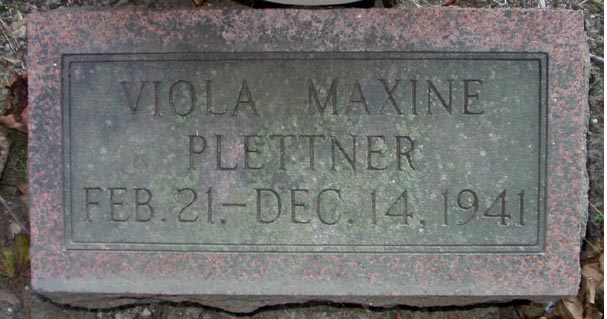 VIOLA MAXINE
PLETTNER
FEB. 21.–DEC. 14, 1941